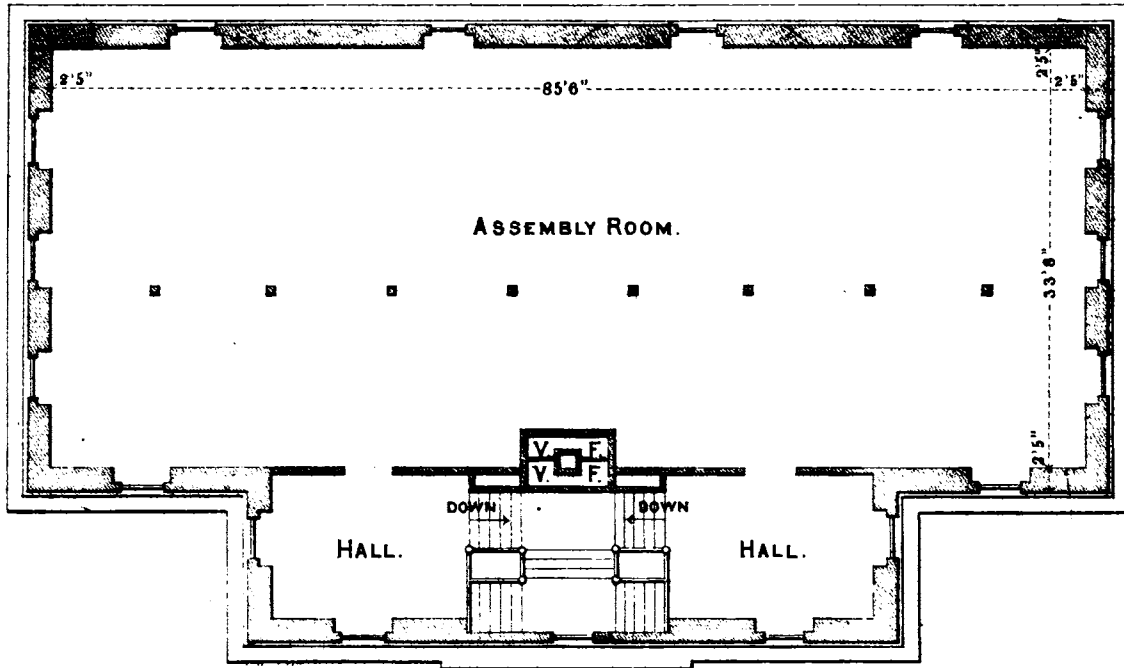 2'5"
2'5"
85'6"
2'5"
ASSEMBLY ROOM.
33'8"
V. F.
V. F.
2'5"
DOWN
DOWN
HALL.
HALL.